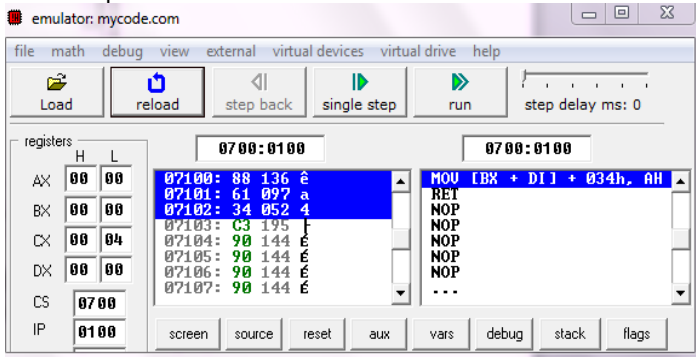 emulator: mycode.com
file math debug view external virtual devices virtual drive help
Load reload step back single step run step delay ms: 0
registers
H L
0700:0100 0700:0100
AX 00 00
BX 00 00
CX 00 04
DX 00 00
CS 0700
IP 0100
07100: 88 136 ê
07101: 61 097 a
07102: 34 052 4
07103: C3 195 ├
07104: 90 144 É
07105: 90 144 É
07106: 90 144 É
07107: 90 144 É
MOV [BX + DI] + 034h, AH
RET
NOP
NOP
NOP
NOP
NOP
...
screen source reset aux vars debug stack flags